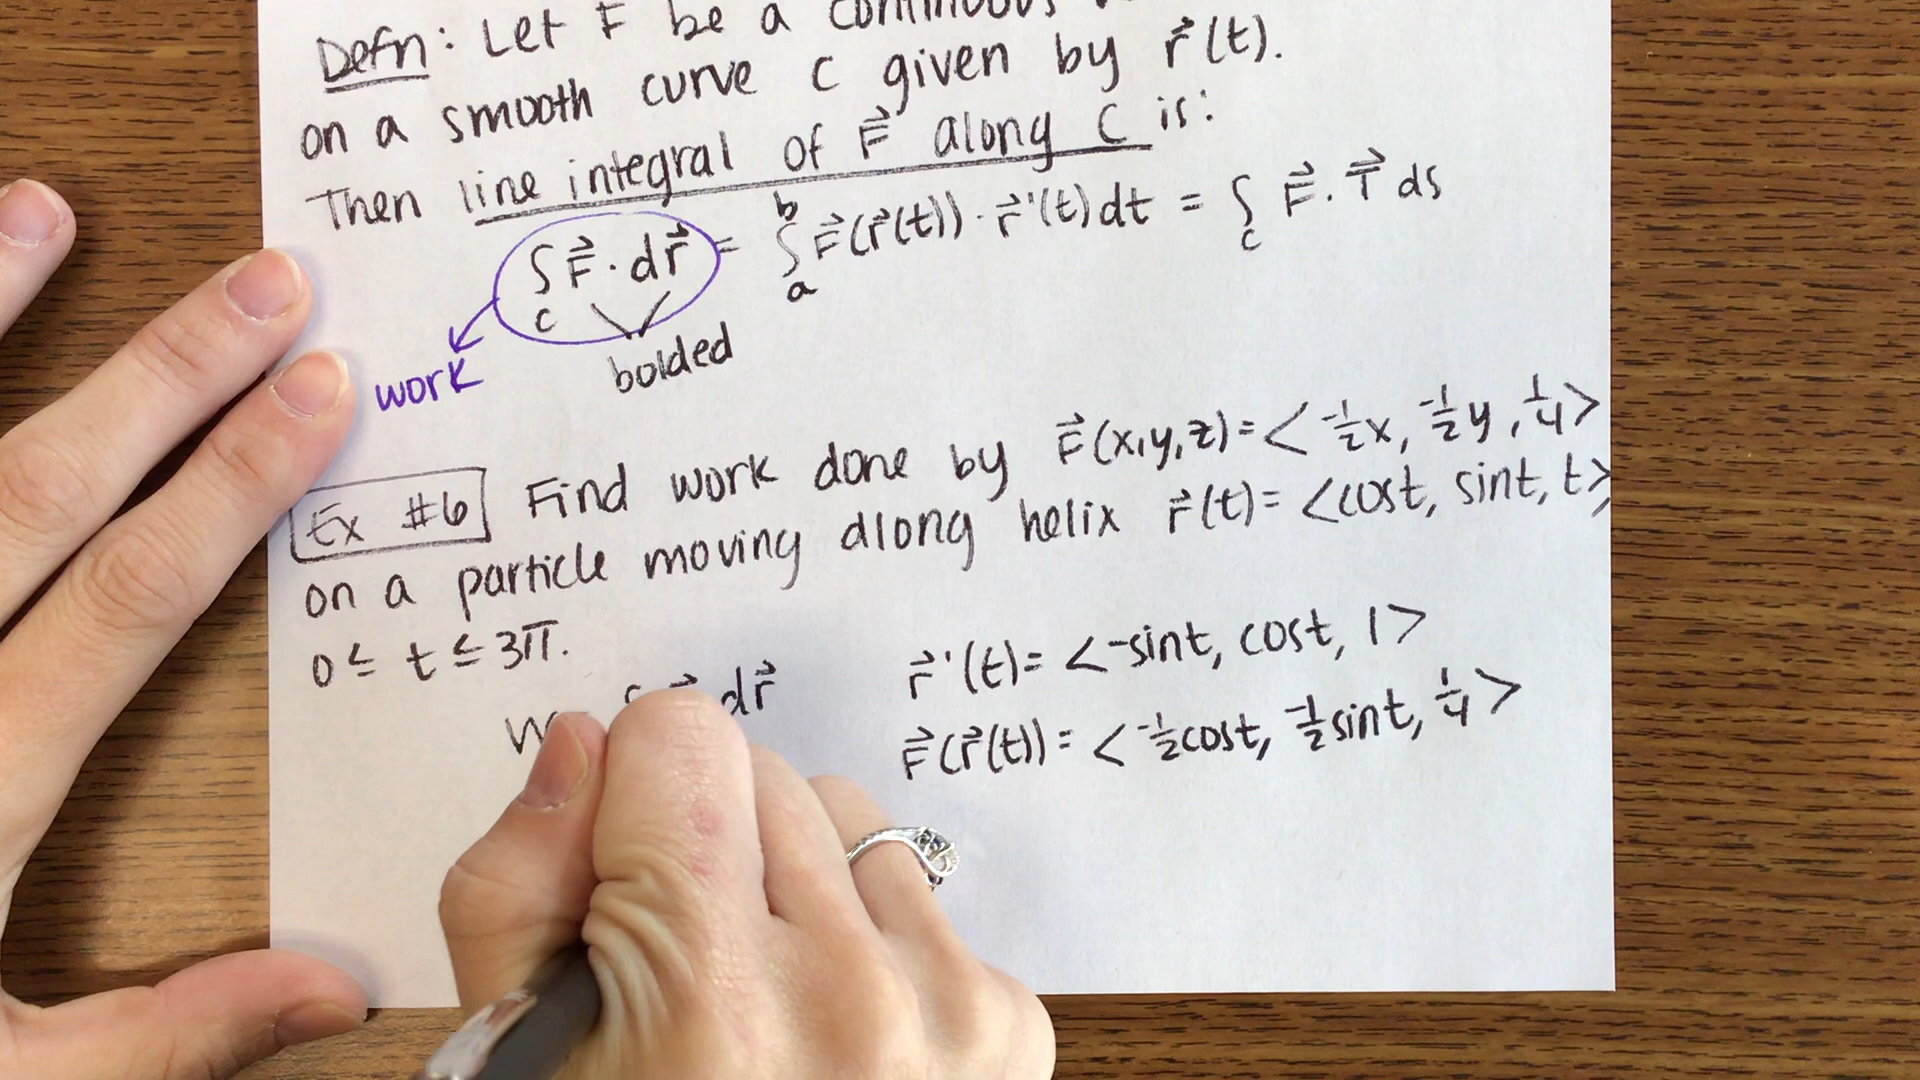 Defn: Let F be a continuous
on a smooth curve C given by r⃗(t).
Then line integral of F⃗ along C is:
∫_C F⃗ · dr⃗ = ∫_a^b F⃗(r⃗(t)) · r⃗'(t) dt = ∫_C F⃗ · T⃗ ds
work
bolded
Ex #6 Find work done by F⃗(x,y,z) = < -1/2 x, -1/2 y, 1/4 >
on a particle moving along helix r⃗(t) = <cost, sint, t>
0 ≤ t ≤ 3π.
r⃗'(t) = <-sint, cost, 1>
dr⃗
F⃗(r⃗(t)) = < -1/2 cost, -1/2 sint, 1/4 >